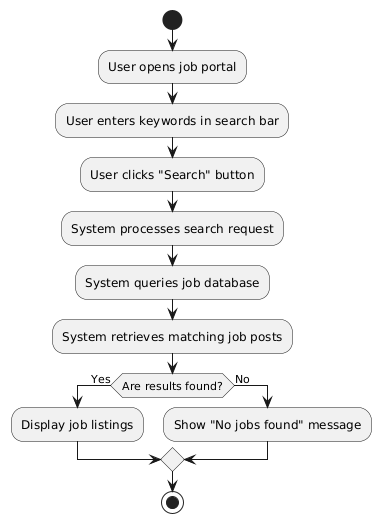 User opens job portal
User enters keywords in search bar
User clicks "Search" button
System processes search request
System queries job database
System retrieves matching job posts
Are results found?
Yes
No
Display job listings
Show "No jobs found" message